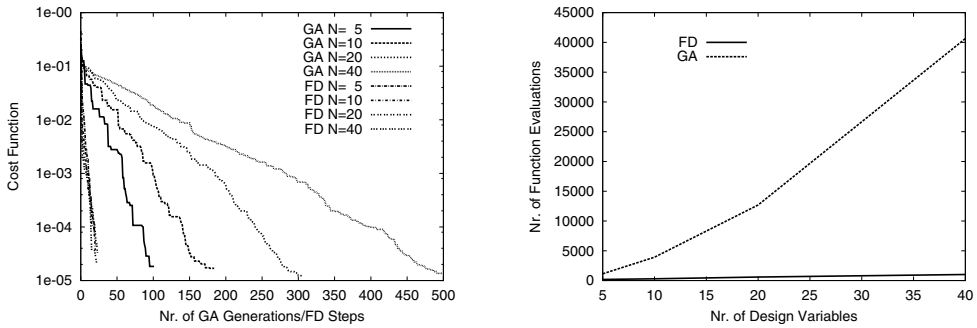 1e-00
1e-01
1e-02
1e-03
1e-04
1e-05
Cost Function
0 50 100 150 200 250 300 350 400 450 500
Nr. of GA Generations/FD Steps
GA N= 5
GA N=10
GA N=20
GA N=40
FD N= 5
FD N=10
FD N=20
FD N=40
45000
40000
35000
30000
25000
20000
15000
10000
5000
0
Nr. of Function Evaluations
5 10 15 20 25 30 35 40
Nr. of Design Variables
FD
GA